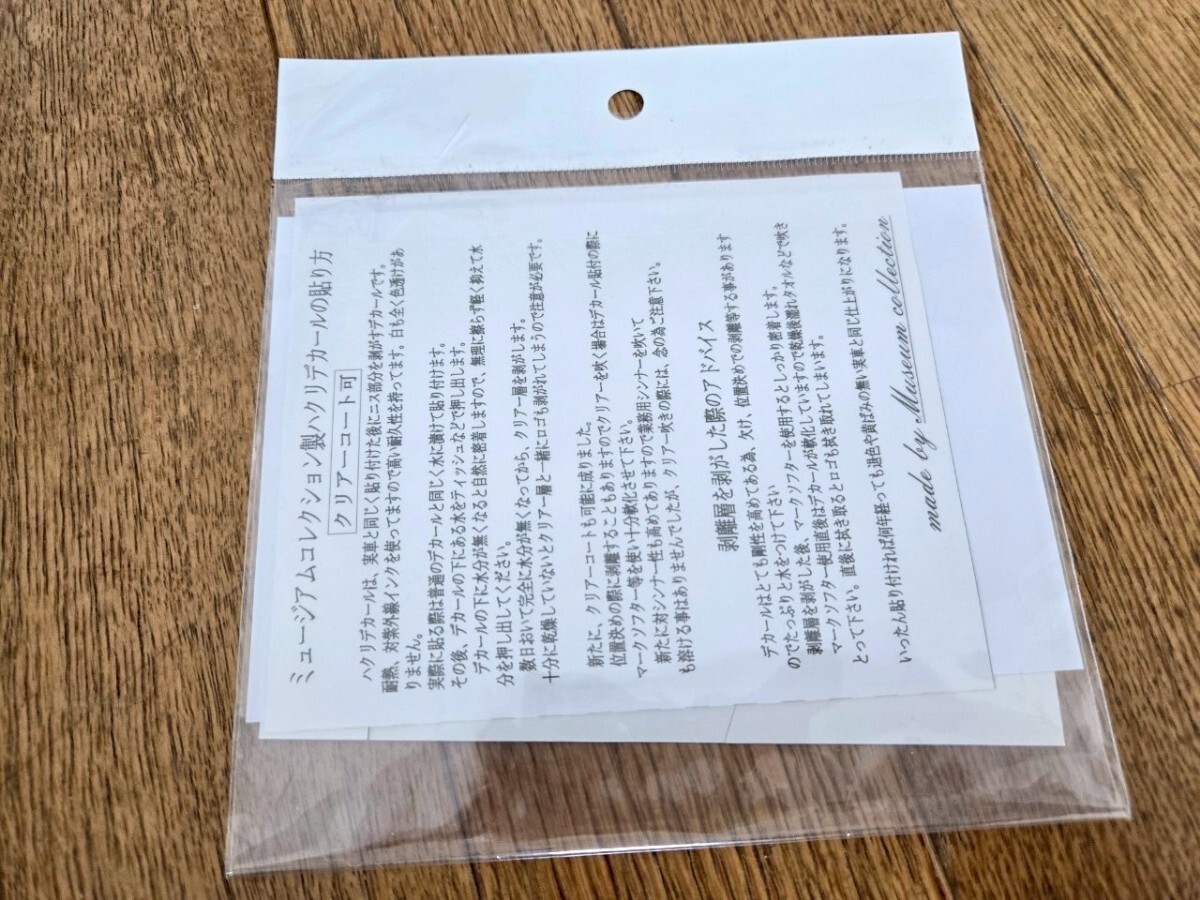 ミュージアムコレクション製ハクリデカールの貼り方
クリアーコート可
ハクリデカールは、実車と同じく貼り付けた後にニス部分を剥がすデカールです。
耐熱、対紫外線インクを使ってますので高い耐久性を持ってます。白も全く色透けがあ
りません。
実際に貼る際は普通のデカールと同じく水に漬けて貼り付けます。
その後、デカールの下にある水をティッシュなどで押し出します。
デカールの下に水分が無くなると自然に密着しますので、無理に擦らず軽く抑えて水
分を押し出してください。
数日おいて完全に水分が無くなってから、クリアー層を剥がします。
十分に乾燥していないとクリアー層と一緒にロゴも剥がれてしまうので注意が必要です。
新たに、クリアーコートも可能に成りました。
位置決めの際に剥離することもありますのでクリアーを吹く場合はデカール貼付の際に
マークソフター等を使い十分軟化させて下さい。
新たに対シンナー性も高めてありますので業務用シンナーを吹いて
も溶ける事はありませんでしたが、クリアー吹きの際には、念の為ご注意下さい。
剥離層を剥がした際のアドバイス
デカールはとても剛性を高めてある為、欠け、位置決めでの剥離等する事があります
のでたっぷりと水をつけて下さい
剥離層を剥がした後、マークソフターを使用するとしっかり密着します。
マークソフター使用直後はデカールが軟化していますので乾燥後濡れタオルなどで吹き
とって下さい。直後に拭き取るとロゴも拭き取れてしまいます。
いったん貼り付ければ何年経っても退色や黄ばみの無い実車と同じ仕上がりになります。
made by Museum collection